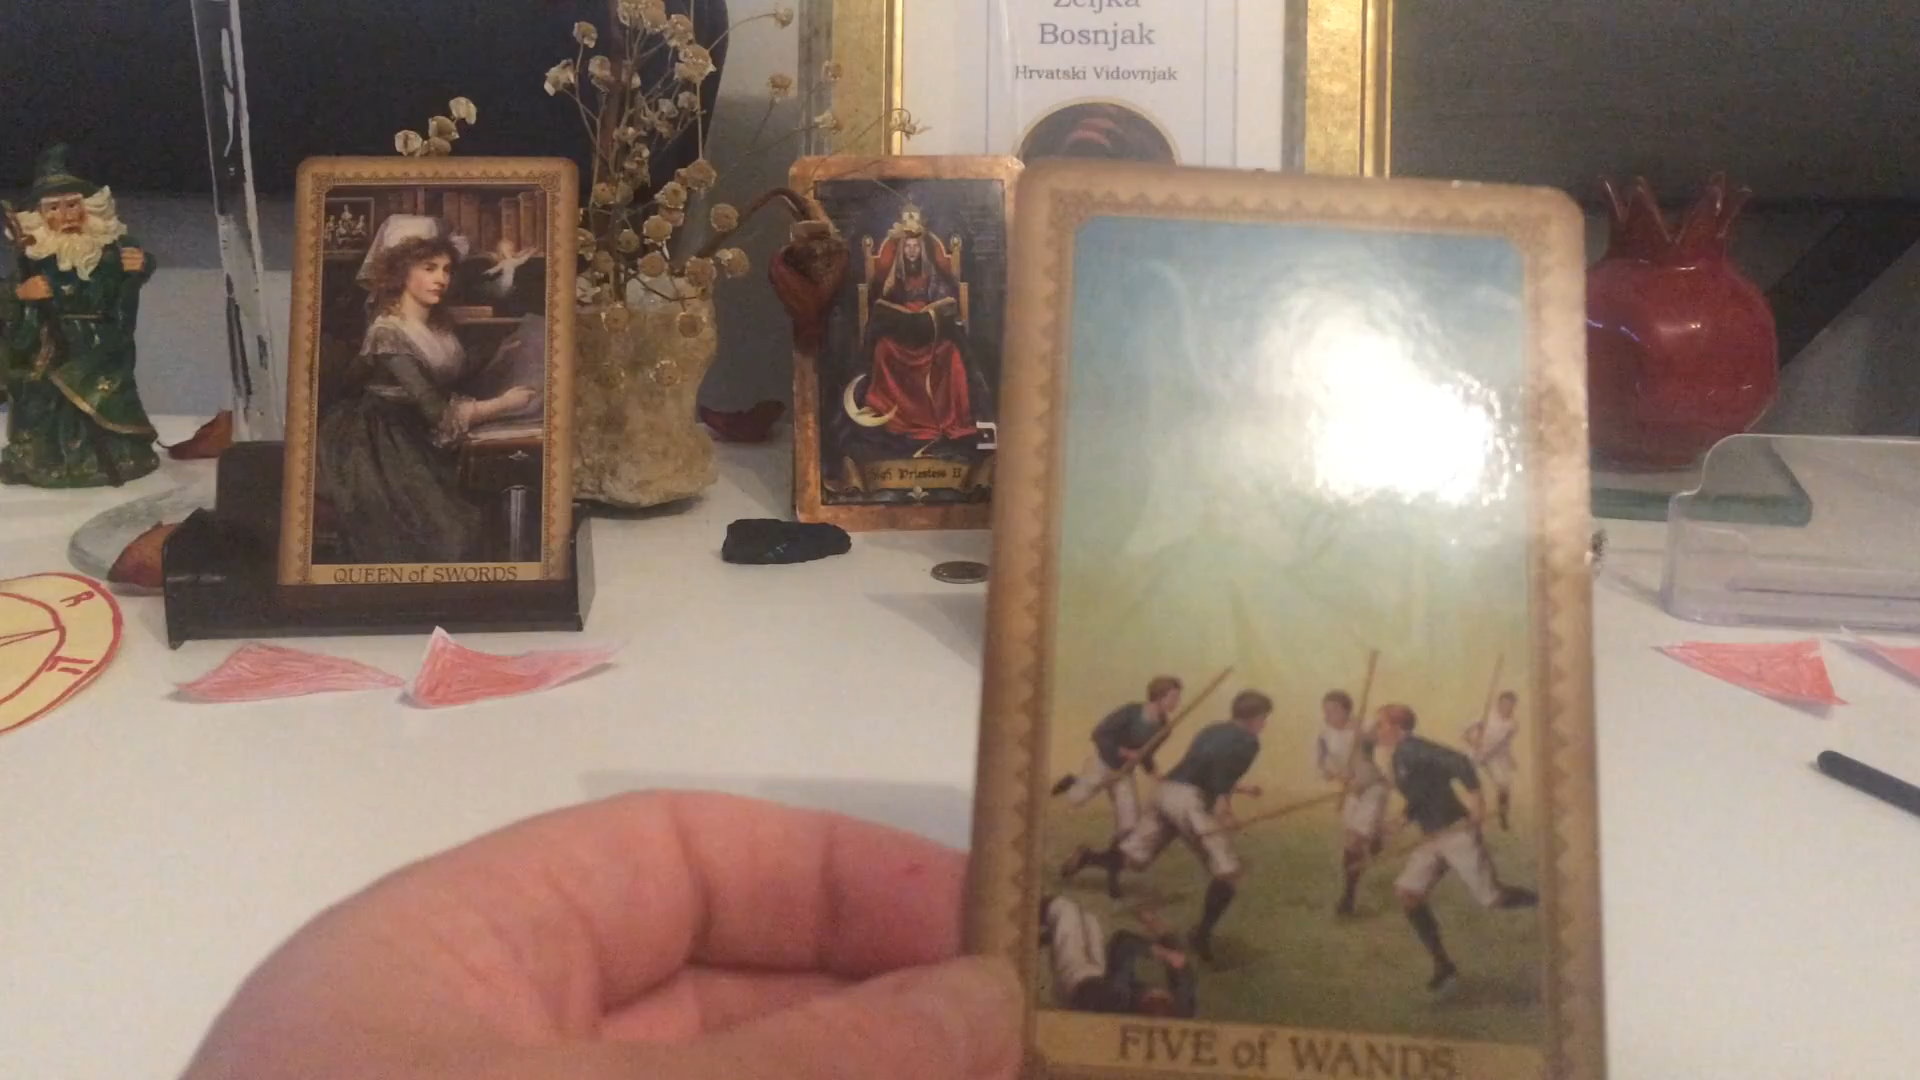 Zeljka
Bosnjak
Hrvatski Vidovnjak
High Priestess II
QUEEN of SWORDS
FIVE of WANDS
R